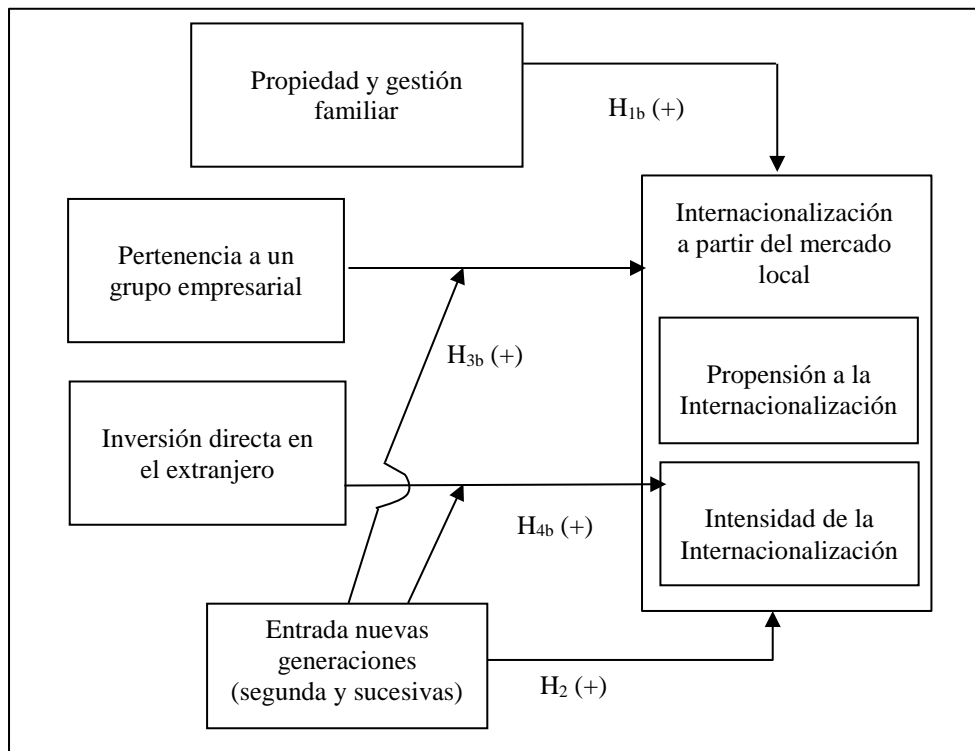 Propiedad y gestión
familiar
H1b (+)
Pertenencia a un
grupo empresarial
Internacionalización
a partir del mercado
local
H3b (+)
Propensión a la
Internacionalización
Inversión directa en
el extranjero
H4b (+)
Intensidad de la
Internacionalización
Entrada nuevas
generaciones
(segunda y sucesivas)
H2 (+)